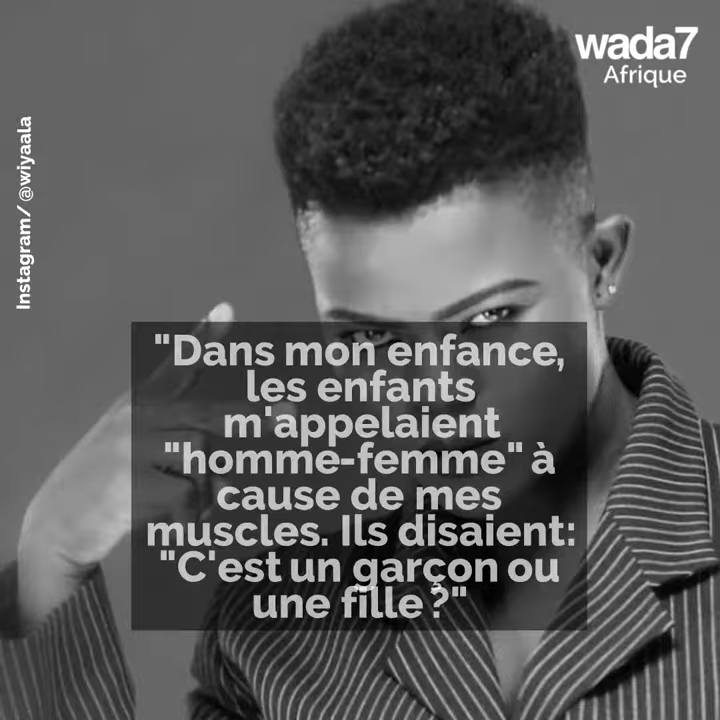 wada7
Afrique
Instagram/ @wiyaala
"Dans mon enfance,
les enfants
m'appelaient
"homme-femme" à
cause de mes
muscles. Ils disaient:
"C'est un garçon ou
une fille ?"